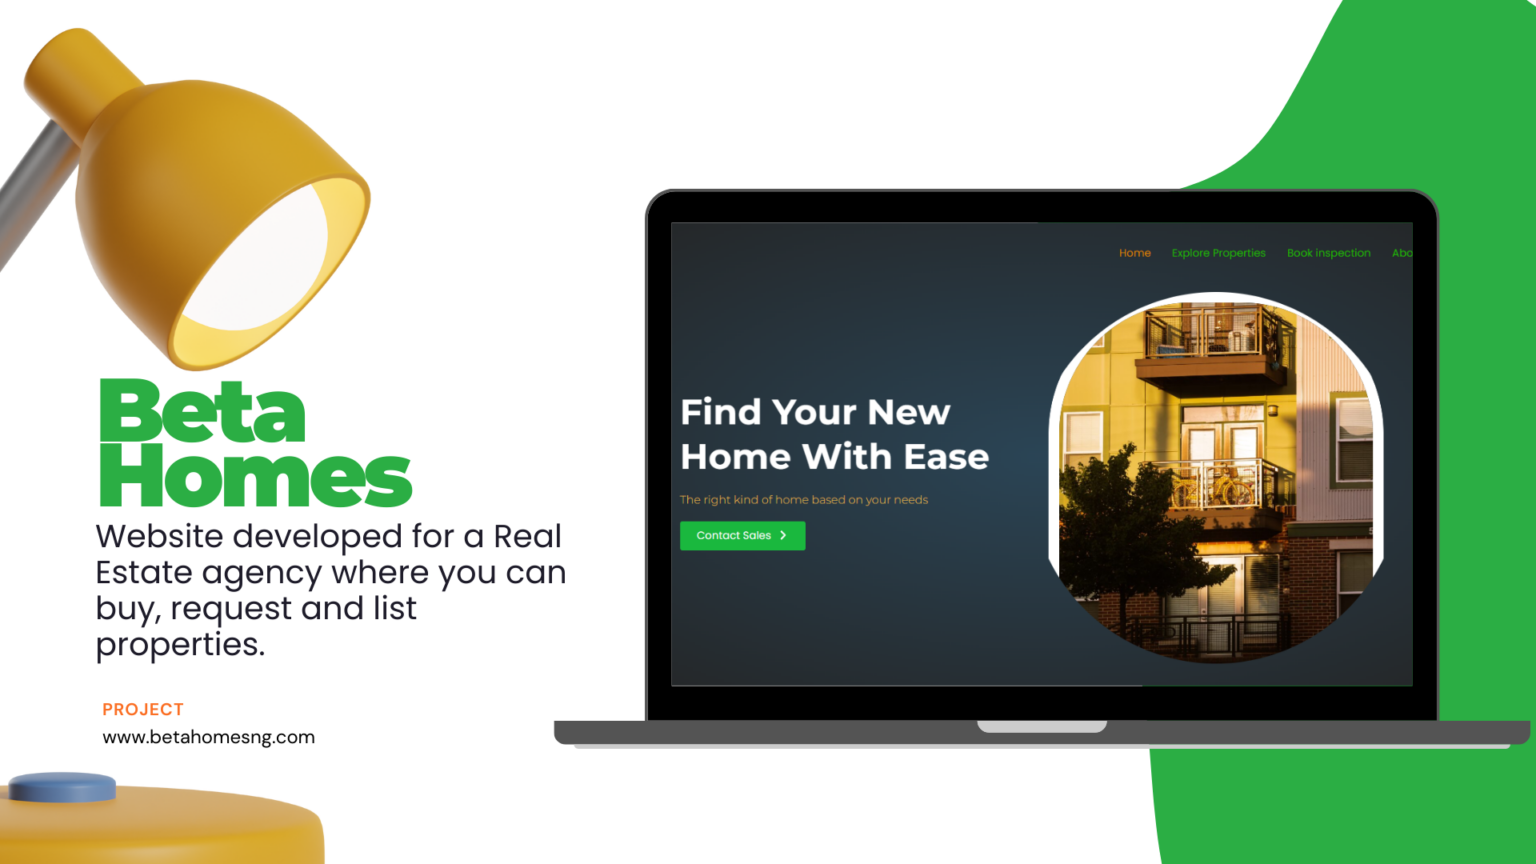 Beta
Homes
Website developed for a Real
Estate agency where you can
buy, request and list
properties.
PROJECT
www.betahomesng.com
Home Explore Properties Book inspection Abo
Find Your New
Home With Ease
The right kind of home based on your needs
Contact Sales